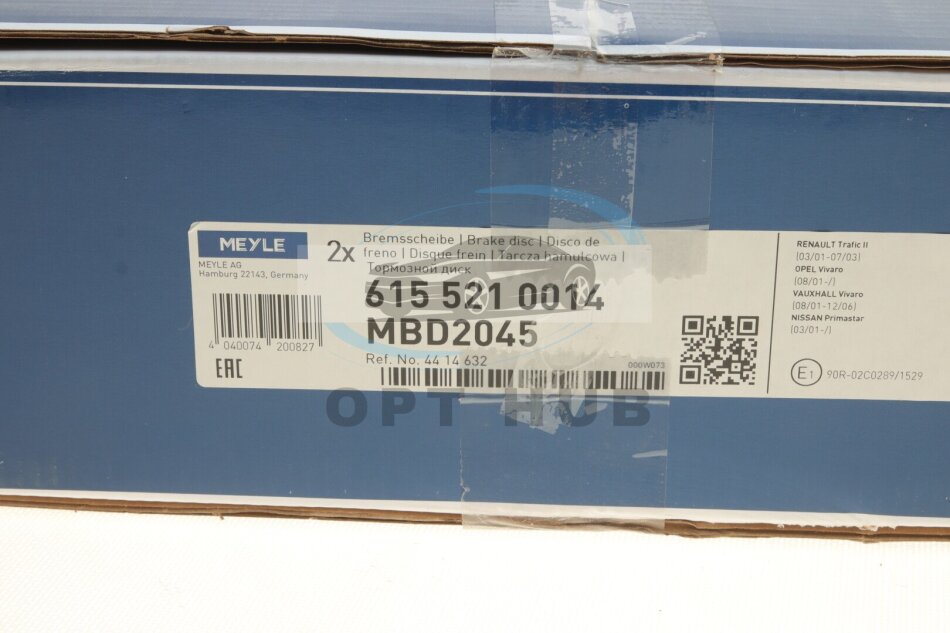 MEYLE
MEYLE AG
Hamburg 22143, Germany
4 040074 200827
EAC
2x
Bremsscheibe | Brake disc | Disco de
freno | Disque frein | Tarcza hamulcowa |
Тормозной диск
615 521 0014
MBD2045
Ref. No. 44 14 632
000W073
RENAULT Trafic II
(03/01-07/03)
OPEL Vivaro
(08/01-/)
VAUXHALL Vivaro
(08/01-12/06)
NISSAN Primastar
(03/01-/)
E1 90R-02C0289/1529
OPT HUB